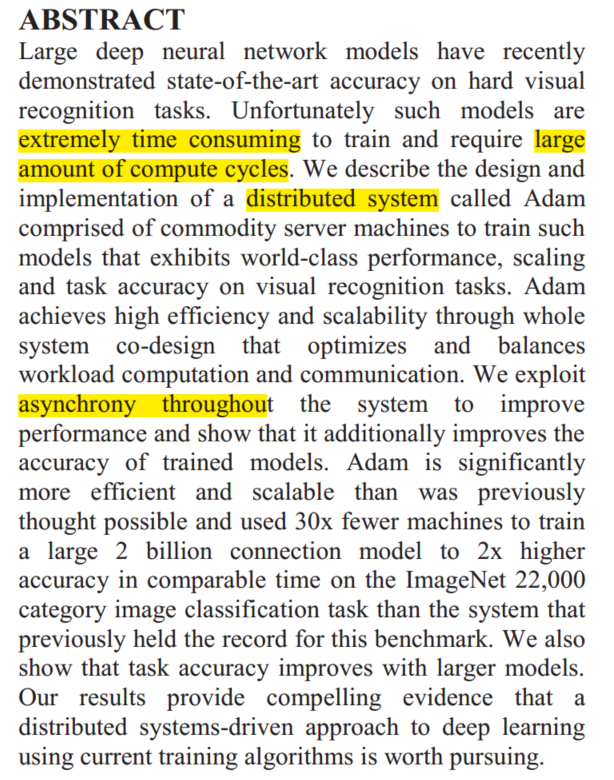 ABSTRACT
Large deep neural network models have recently
demonstrated state-of-the-art accuracy on hard visual
recognition tasks. Unfortunately such models are
extremely time consuming to train and require large
amount of compute cycles. We describe the design and
implementation of a distributed system called Adam
comprised of commodity server machines to train such
models that exhibits world-class performance, scaling
and task accuracy on visual recognition tasks. Adam
achieves high efficiency and scalability through whole
system co-design that optimizes and balances
workload computation and communication. We exploit
asynchrony throughout the system to improve
performance and show that it additionally improves the
accuracy of trained models. Adam is significantly
more efficient and scalable than was previously
thought possible and used 30x fewer machines to train
a large 2 billion connection model to 2x higher
accuracy in comparable time on the ImageNet 22,000
category image classification task than the system that
previously held the record for this benchmark. We also
show that task accuracy improves with larger models.
Our results provide compelling evidence that a
distributed systems-driven approach to deep learning
using current training algorithms is worth pursuing.